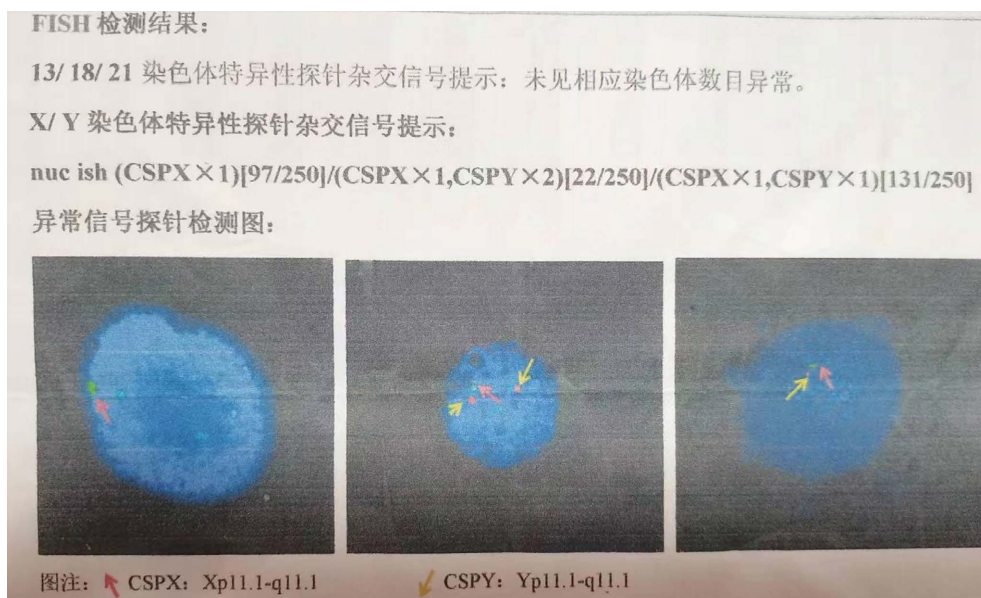 FISH 检测结果：
13/ 18/ 21 染色体特异性探针杂交信号提示：未见相应染色体数目异常。
X/ Y 染色体特异性探针杂交信号提示：
nuc ish (CSPX×1)[97/250]/(CSPX×1,CSPY×2)[22/250]/(CSPX×1,CSPY×1)[131/250]
异常信号探针检测图：
图注： CSPX：Xp11.1-q11.1 CSPY：Yp11.1-q11.1